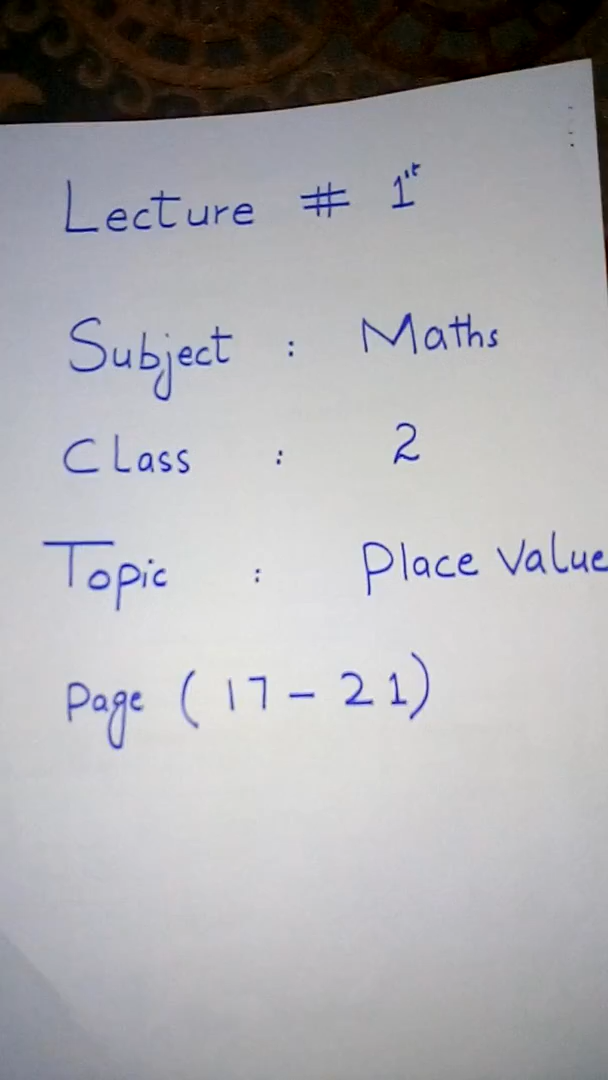 Lecture # 1st
Subject : Maths
Class : 2
Topic : Place Value
Page (17-21)